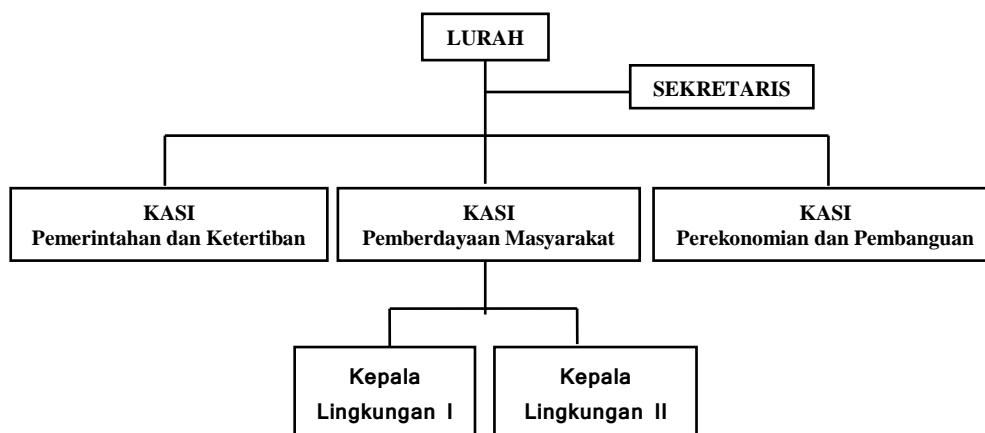 LURAH
SEKRETARIS
KASI
Pemerintahan dan Ketertiban
KASI
Pemberdayaan Masyarakat
KASI
Perekonomian dan Pembanguan
Kepala
Lingkungan I
Kepala
Lingkungan II